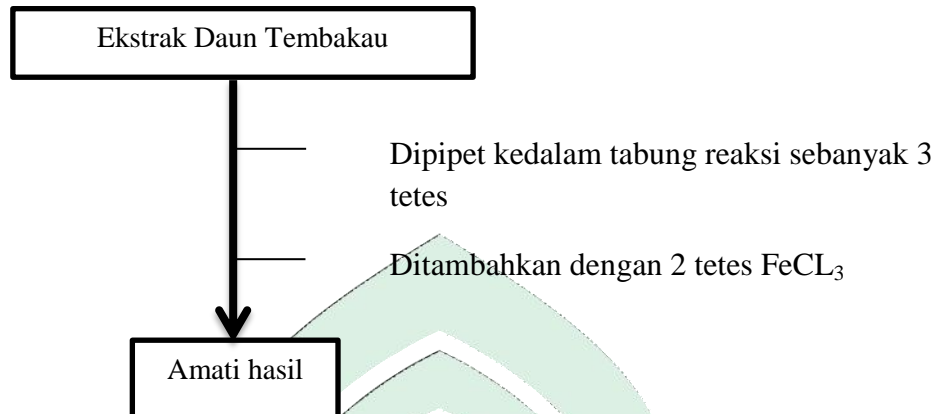 Ekstrak Daun Tembakau
Dipipet kedalam tabung reaksi sebanyak 3
tetes
Ditambahkan dengan 2 tetes FeCL₃
Amati hasil